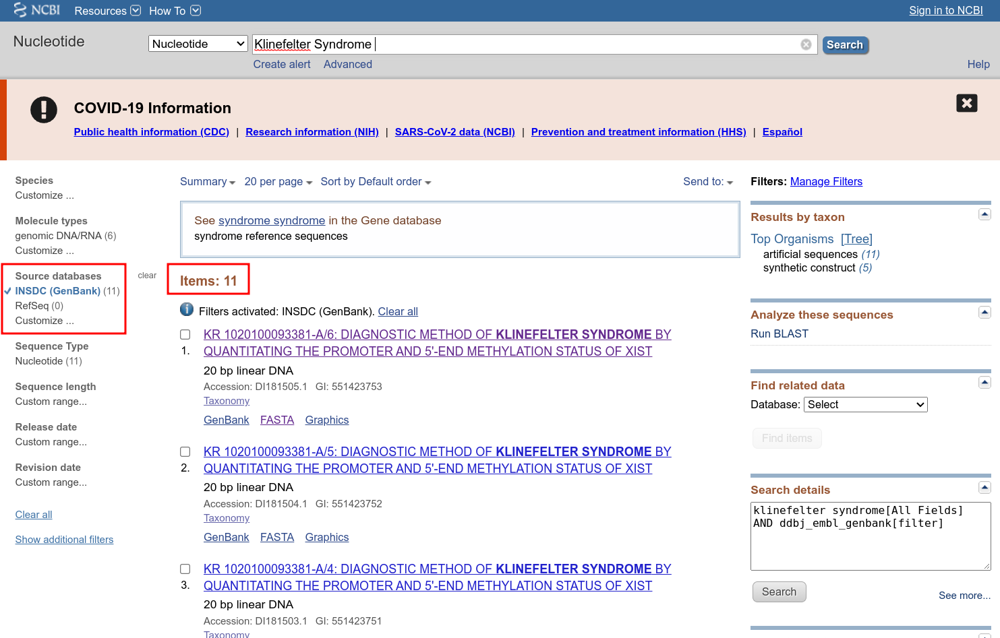 NCBI Resources How To Sign in to NCBI
Nucleotide Nucleotide Klinefelter Syndrome Search
Create alert Advanced Help
COVID-19 Information
Public health information (CDC) | Research information (NIH) | SARS-CoV-2 data (NCBI) | Prevention and treatment information (HHS) | Español
Species
Customize ...
Molecule types
genomic DNA/RNA (6)
Customize ...
Source databases
clear
INSDC (GenBank) (11)
RefSeq (0)
Customize ...
Sequence Type
Nucleotide (11)
Sequence length
Custom range...
Release date
Custom range...
Revision date
Custom range...
Clear all
Show additional filters
Summary 20 per page Sort by Default order Send to:
See syndrome syndrome in the Gene database
syndrome reference sequences
Items: 11
Filters activated: INSDC (GenBank). Clear all
KR 1020100093381-A/6: DIAGNOSTIC METHOD OF KLINEFELTER SYNDROME BY
1. QUANTITATING THE PROMOTER AND 5'-END METHYLATION STATUS OF XIST
20 bp linear DNA
Accession: DI181505.1 GI: 551423753
Taxonomy
GenBank FASTA Graphics
KR 1020100093381-A/5: DIAGNOSTIC METHOD OF KLINEFELTER SYNDROME BY
2. QUANTITATING THE PROMOTER AND 5'-END METHYLATION STATUS OF XIST
20 bp linear DNA
Accession: DI181504.1 GI: 551423752
Taxonomy
GenBank FASTA Graphics
KR 1020100093381-A/4: DIAGNOSTIC METHOD OF KLINEFELTER SYNDROME BY
3. QUANTITATING THE PROMOTER AND 5'-END METHYLATION STATUS OF XIST
20 bp linear DNA
Accession: DI181503.1 GI: 551423751
Taxonomy
Filters: Manage Filters
Results by taxon
Top Organisms [Tree]
artificial sequences (11)
synthetic construct (5)
Analyze these sequences
Run BLAST
Find related data
Database: Select
Find items
Search details
klinefelter syndrome[All Fields]
AND ddbj_embl_genbank[filter]
Search
See more...